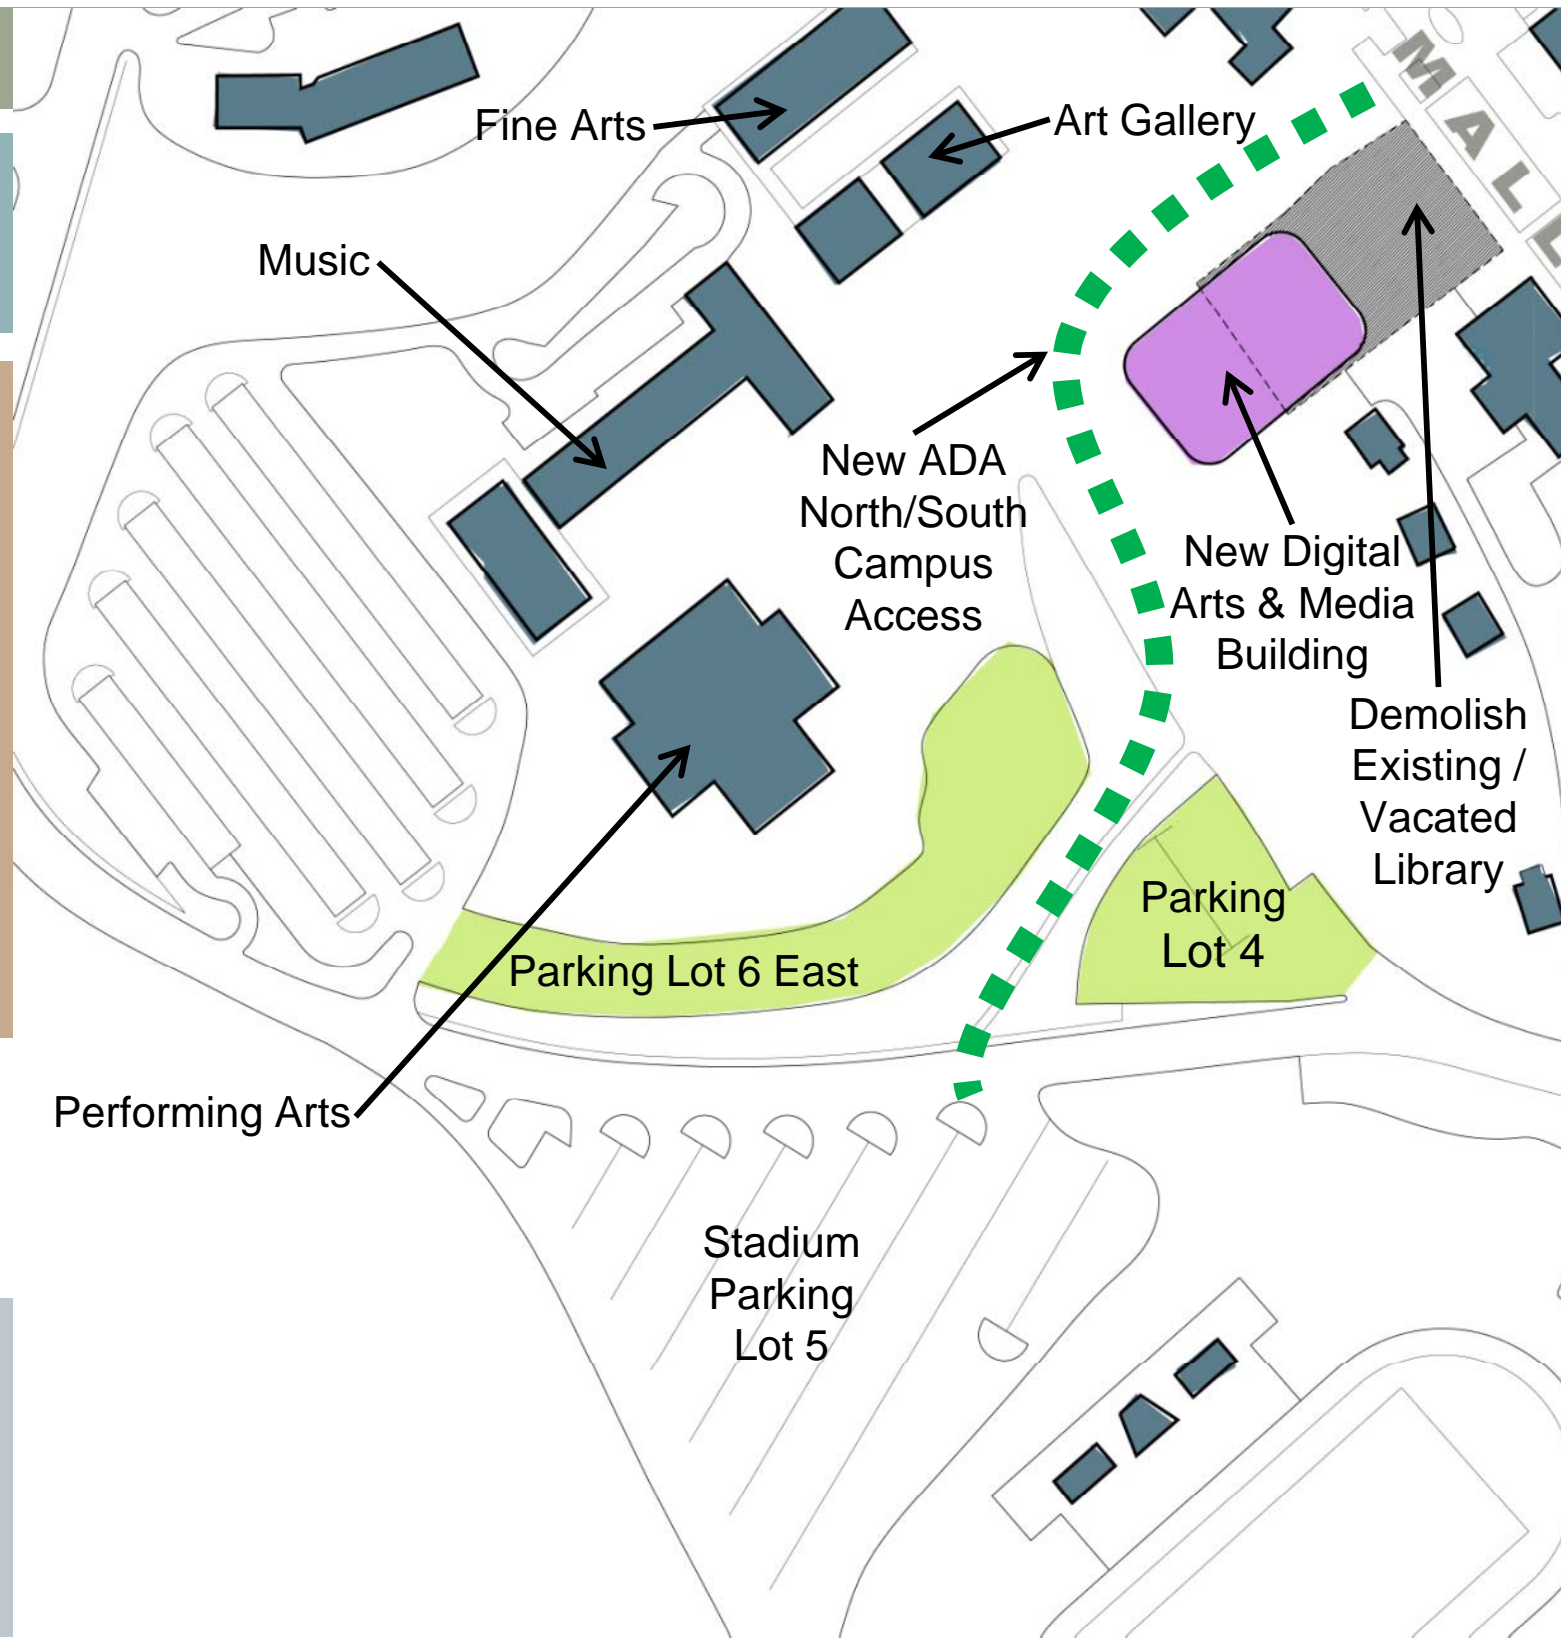 MALL
Fine Arts
Art Gallery
Music
New ADA
North/South
Campus
Access
New Digital
Arts & Media
Building
Demolish
Existing /
Vacated
Library
Parking
Lot 4
Parking Lot 6 East
Performing Arts
Stadium
Parking
Lot 5